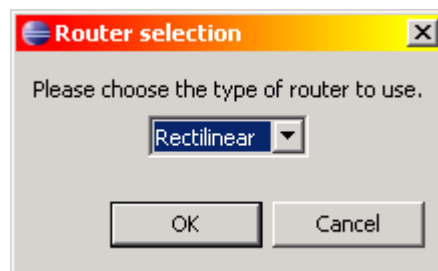 Router selection
Please choose the type of router to use.
Rectilinear
OK
Cancel